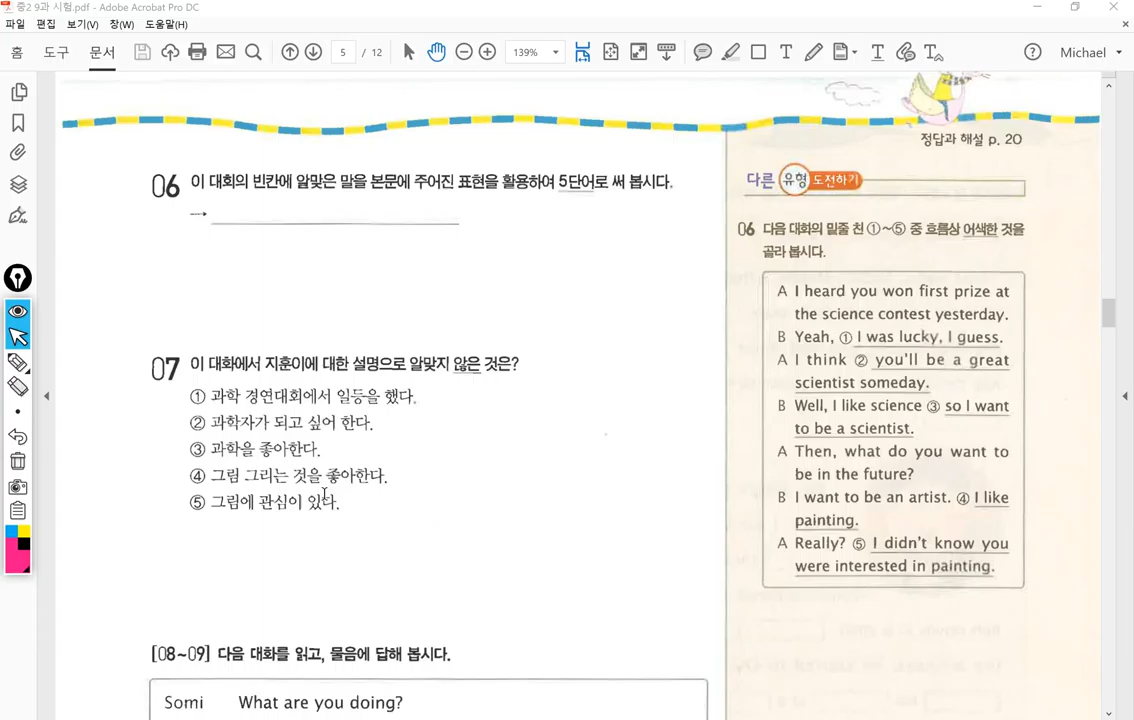 중2 9과 시험.pdf - Adobe Acrobat Pro DC
파일 편집 보기(V) 창(W) 도움말(H)
홈 도구 문서 5 / 12 139% Michael
정답과 해설 p. 20
06 이 대회의 빈칸에 알맞은 말을 본문에 주어진 표현을 활용하여 5단어로 써 봅시다.
→
07 이 대화에서 지훈이에 대한 설명으로 알맞지 않은 것은?
① 과학 경연대회에서 일등을 했다.
② 과학자가 되고 싶어 한다.
③ 과학을 좋아한다.
④ 그림 그리는 것을 좋아한다.
⑤ 그림에 관심이 있다.
[08~09] 다음 대화를 읽고, 물음에 답해 봅시다.
Somi What are you doing?
다른 유형 도전하기
06 다음 대화의 밑줄 친 ①~⑤ 중 흐름상 어색한 것을
골라 봅시다.
A I heard you won first prize at
the science contest yesterday.
B Yeah, ① I was lucky, I guess.
A I think ② you'll be a great
scientist someday.
B Well, I like science ③ so I want
to be a scientist.
A Then, what do you want to
be in the future?
B I want to be an artist. ④ I like
painting.
A Really? ⑤ I didn't know you
were interested in painting.